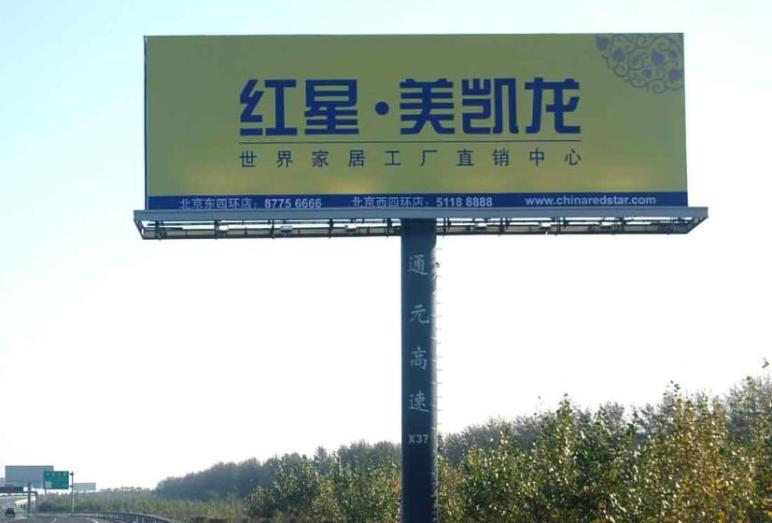 红星·美凯龙
世界家居工厂直销中心
北京东四环店：8775 6666 北京西四环店：5118 8888 www.chinaredstar.com
通元高速
X37